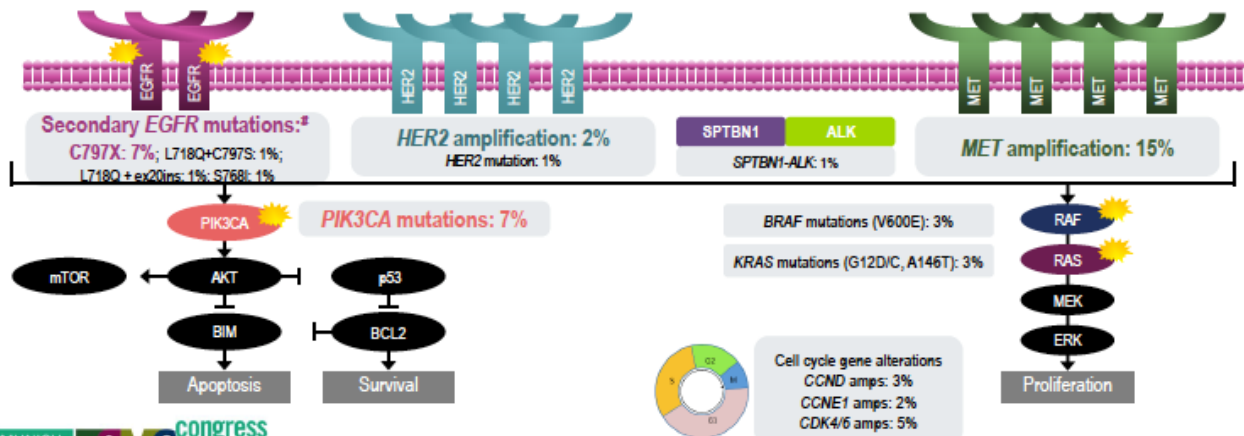 EGFR
EGFR
HER2
HER2
HER2
HER2
MET
MET
MET
MET
Secondary EGFR mutations:#
C797X: 7%; L718Q+C797S: 1%;
L718Q + ex20ins: 1%: S768I: 1%
HER2 amplification: 2%
HER2 mutation: 1%
SPTBN1
ALK
SPTBN1-ALK: 1%
MET amplification: 15%
PIK3CA
PIK3CA mutations: 7%
BRAF mutations (V600E): 3%
RAF
KRAS mutations (G12D/C, A146T): 3%
RAS
mTOR
AKT
p53
MEK
BIM
BCL2
ERK
Apoptosis
Survival
Proliferation
G2
M
S
Cell cycle gene alterations
CCND amps: 3%
CCNE1 amps: 2%
CDK4/6 amps: 5%
congress